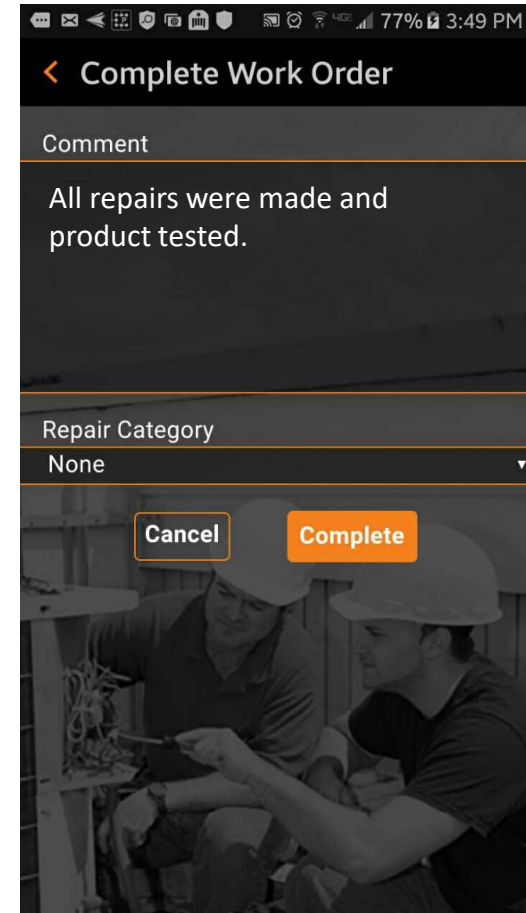 77% 3:49 PM
Complete Work Order
Comment
All repairs were made and
product tested.
Repair Category
None
Cancel Complete